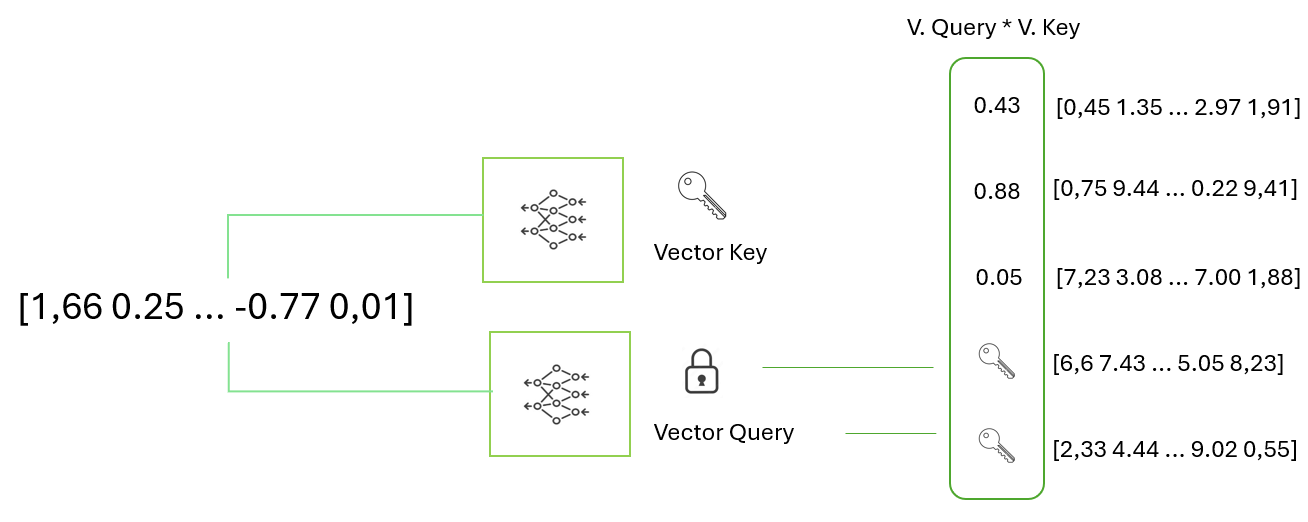 V. Query * V. Key
0.43 [0,45 1.35 ... 2.97 1,91]
0.88 [0,75 9.44 ... 0.22 9,41]
Vector Key
0.05 [7,23 3.08 ... 7.00 1,88]
[1,66 0.25 ... -0.77 0,01]
[6,6 7.43 ... 5.05 8,23]
Vector Query
[2,33 4.44 ... 9.02 0,55]